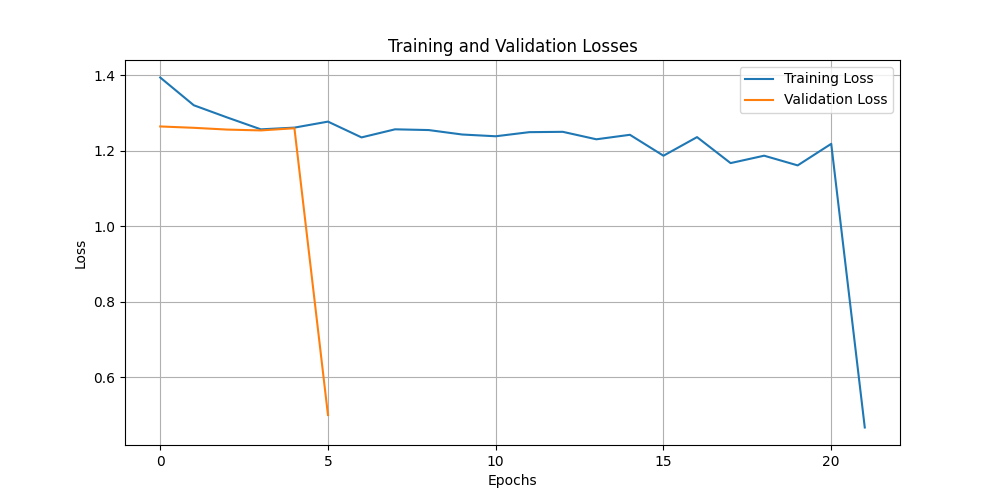 Training and Validation Losses
Training Loss
Validation Loss
1.4
1.2
1.0
0.8
0.6
Loss
0
5
10
15
20
Epochs